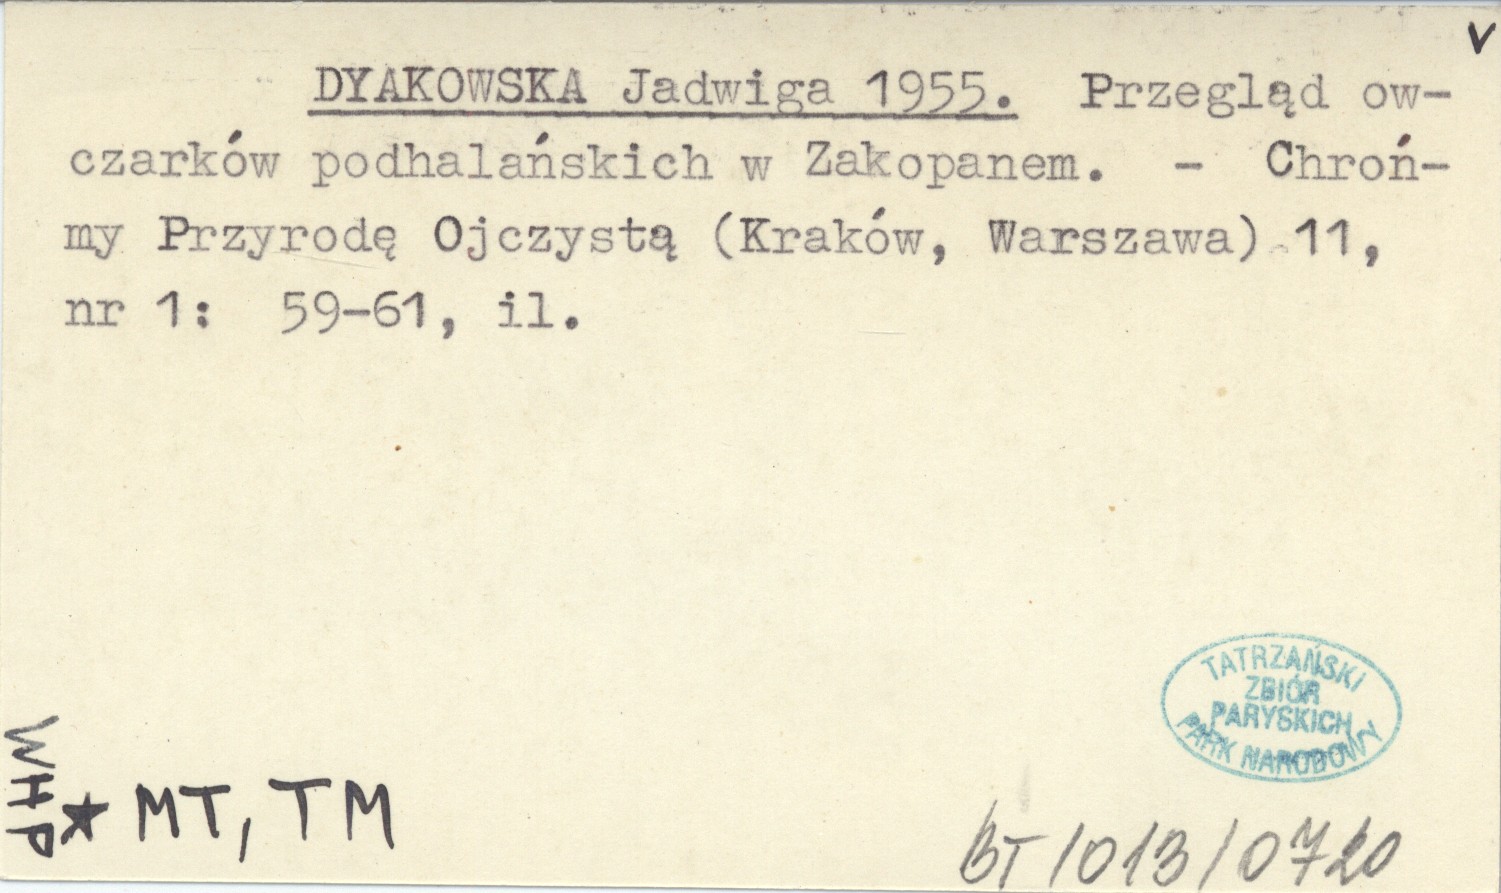 V
DYAKOWSKA Jadwiga 1955. Przegląd ow-
czarków podhalańskich w Zakopanem. - Chroń-
my Przyrodę Ojczystą (Kraków, Warszawa) 11,
nr 1: 59-61, il.
TATRZAŃSKI
ZBIÓR
PARYSKICH
PARK NARODOWY
WHP
★ MT, TM
BT/013/0720